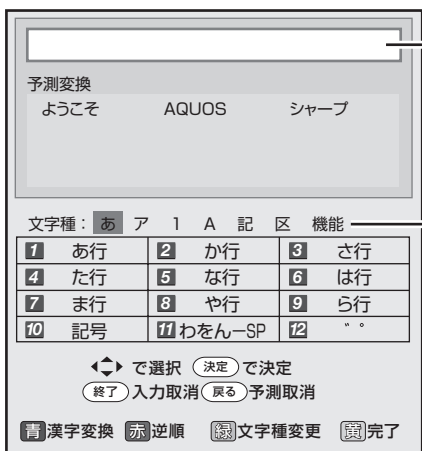 予測変換
ようこそ AQUOS シャープ
文字種： あ ア 1 A 記 区 機能
1 あ行 2 か行 3 さ行
4 た行 5 な行 6 は行
7 ま行 8 や行 9 ら行
10 記号 11 わをんーSP 12 ゛゜
で選択 決定 で決定
終了 入力取消 戻る 予測取消
青 漢字変換 赤 逆順 緑 文字種変更 黄 完了